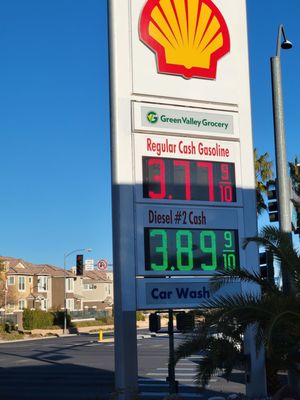 Green Valley Grocery
Regular Cash Gasoline
3.77 9/10
Diesel #2 Cash
3.89 9/10
Car Wash